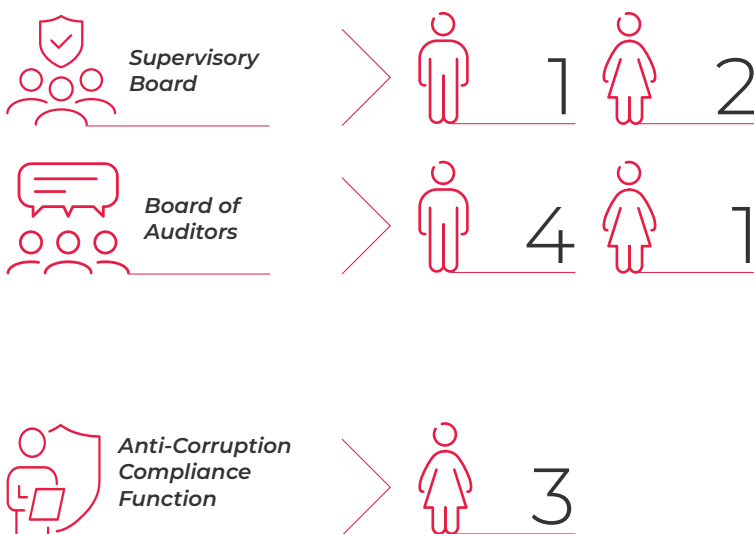 Supervisory
Board
1
2
Board of
Auditors
4
1
Anti-Corruption
Compliance
Function
3